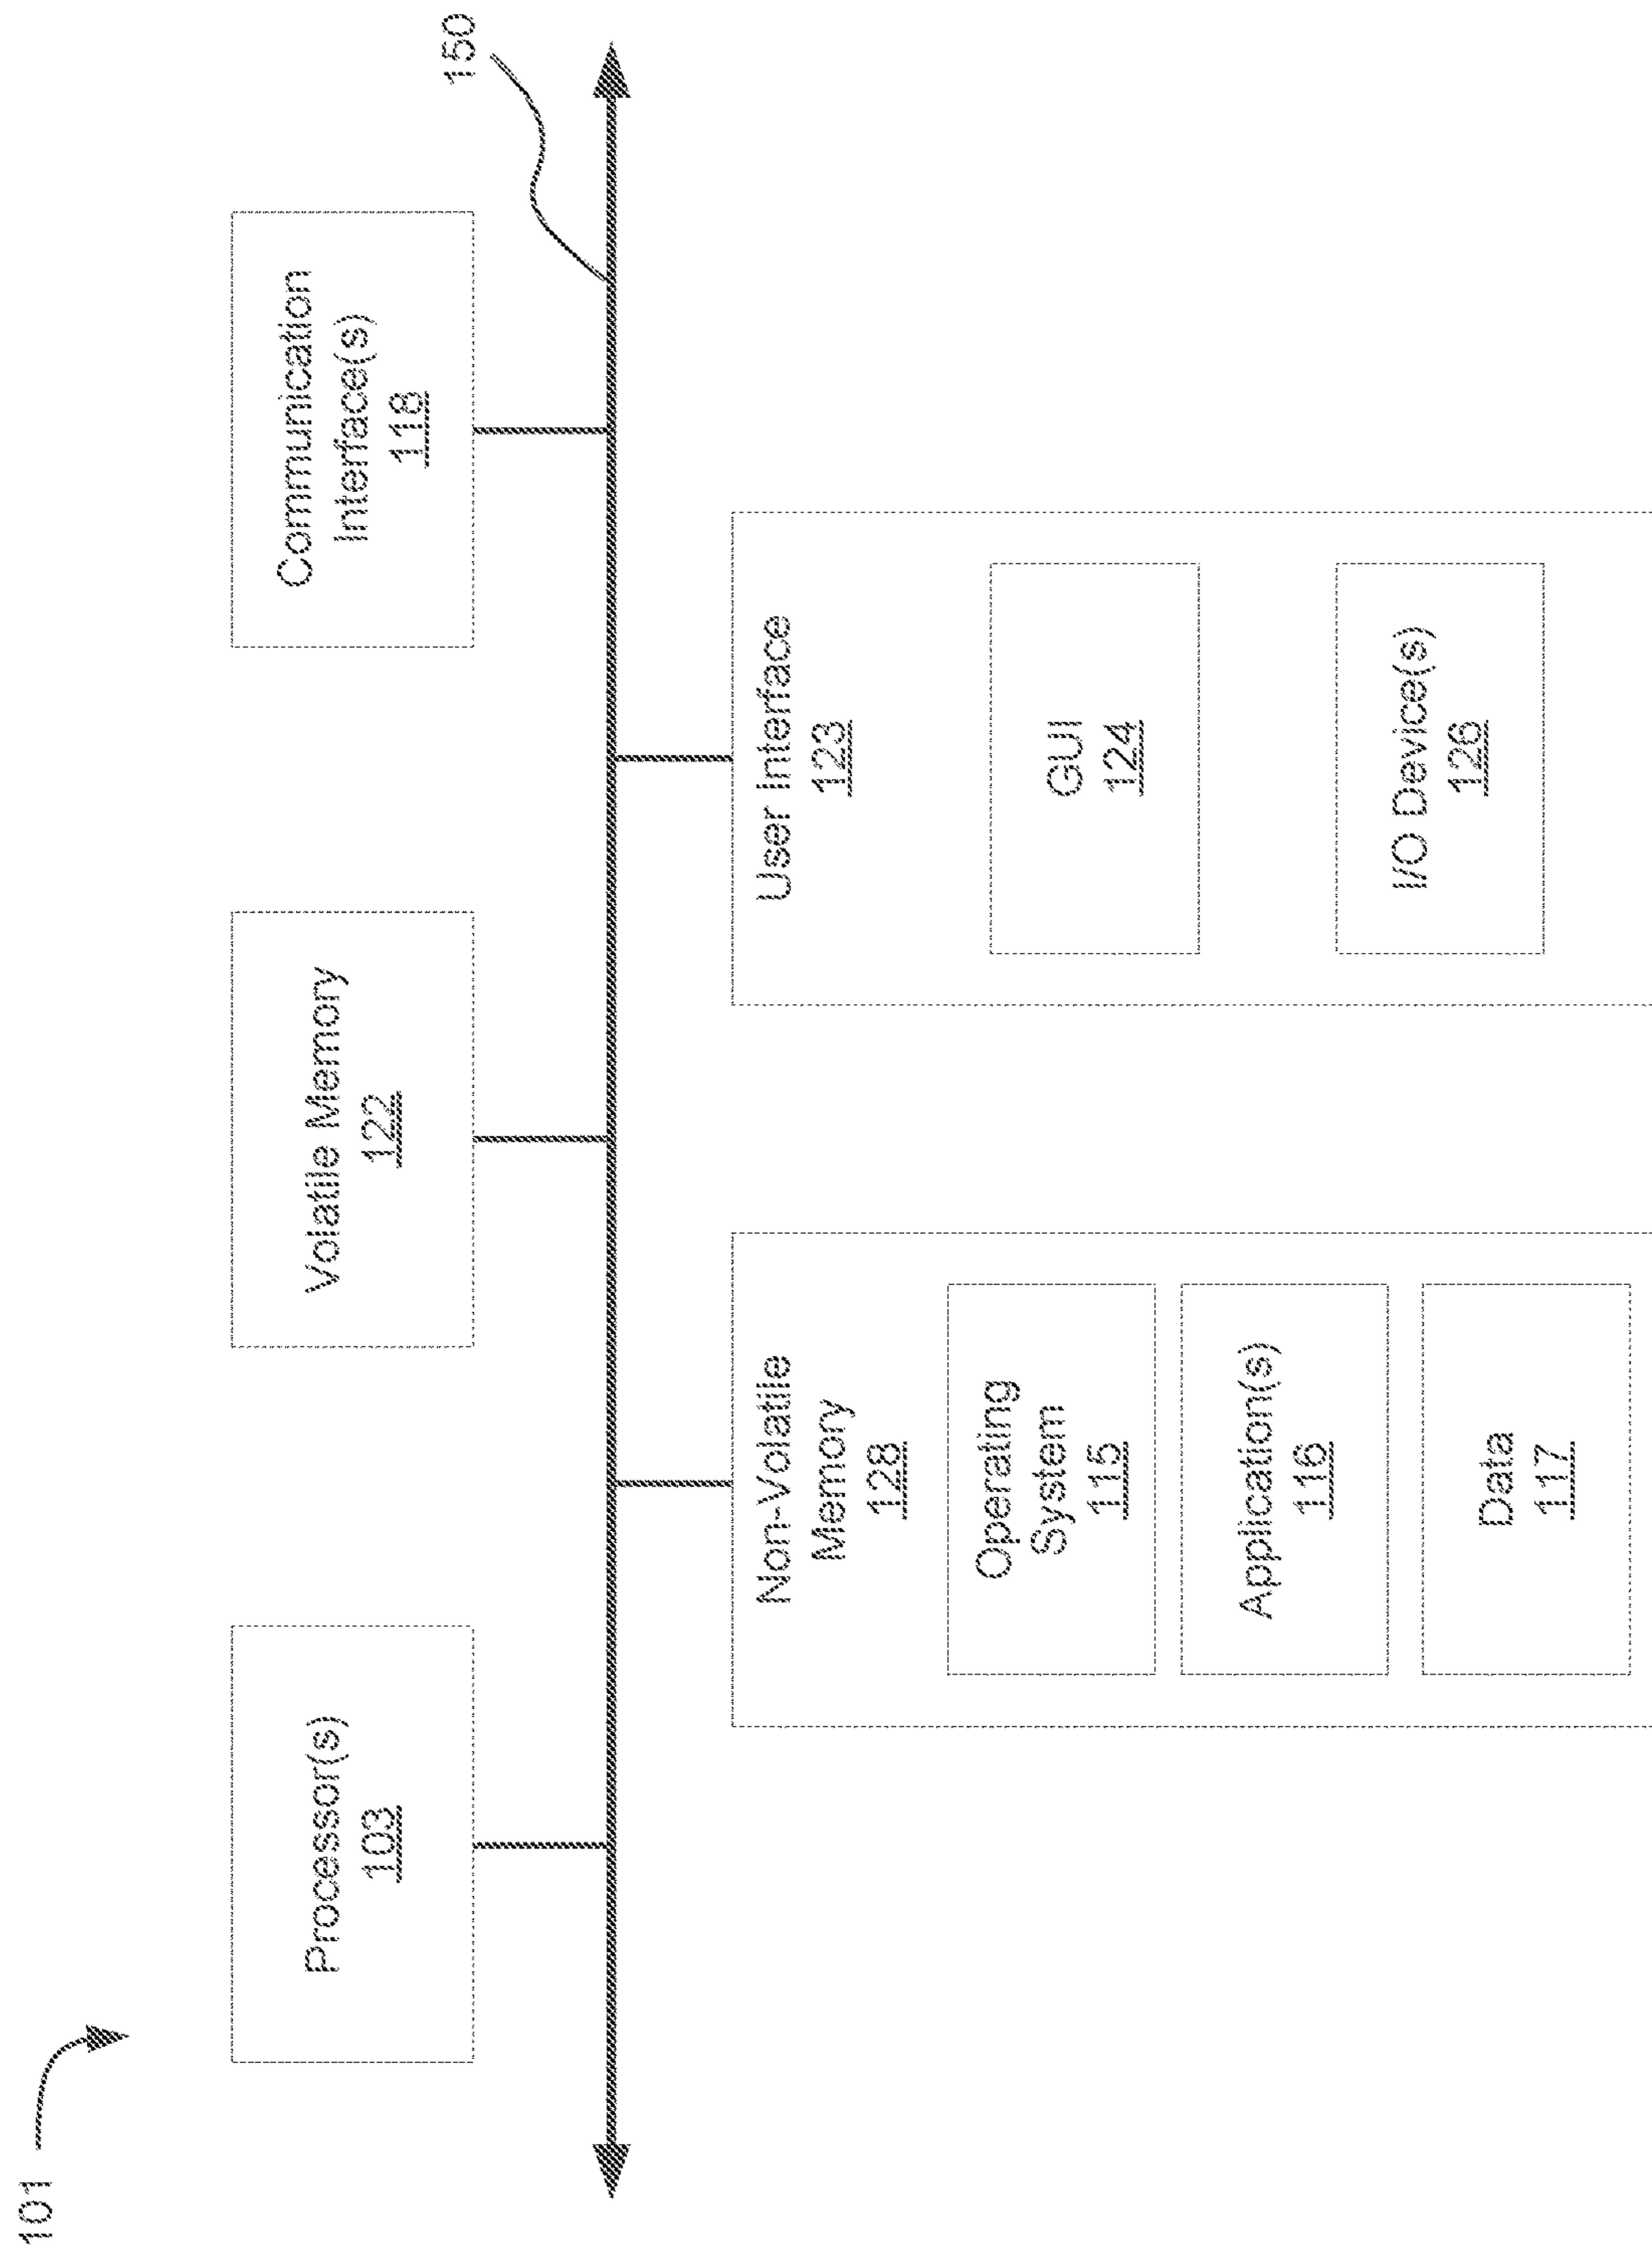 101
150
Processor(s)
103
Volatile Memory
122
Communication
Interface(s)
118
Non-Volatile
Memory
128
Operating
System
115
Application(s)
116
Data
117
User Interface
123
GUI
124
I/O Device(s)
126